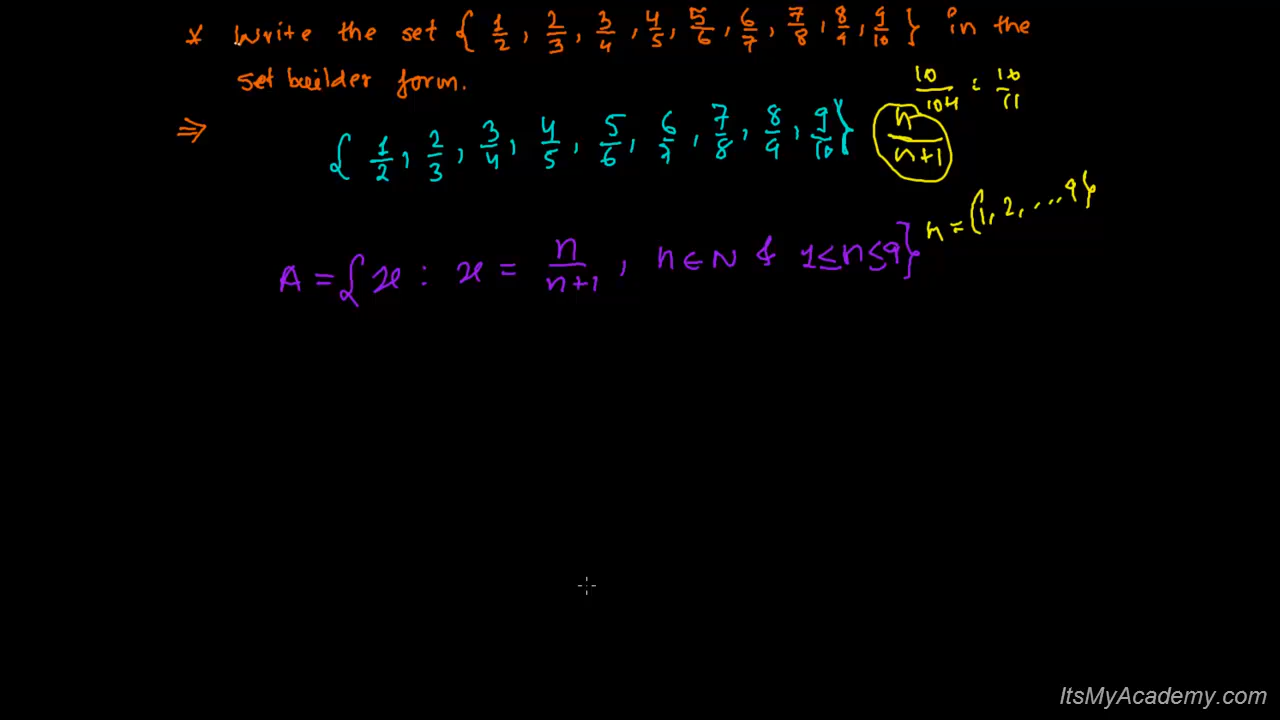 * Write the set { 1/2, 2/3, 3/4, 4/5, 5/6, 6/7, 7/8, 8/9, 9/10 } in the
set builder form.
10/104 = 10/11
⇒ { 1/2, 2/3, 3/4, 4/5, 5/6, 6/7, 7/8, 8/9, 9/10 } n/n+1
n = {1, 2, ... 9}
A = { x : x = n/n+1, n ∈ N & 1 ≤ n ≤ 9 }
ItsMyAcademy.com